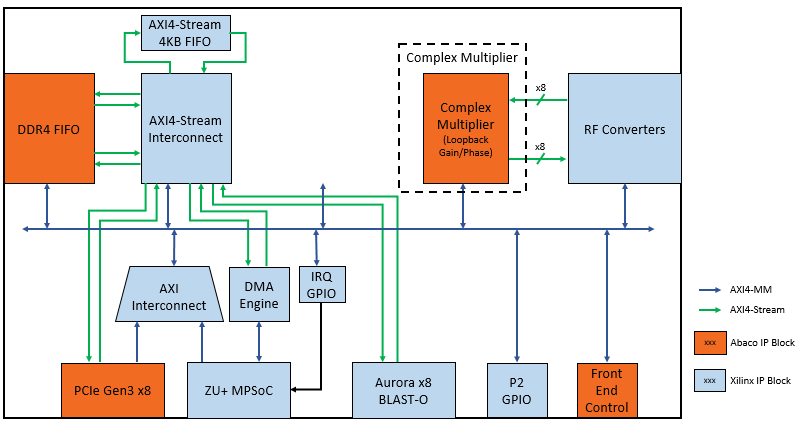 AXI4-Stream
4KB FIFO
Complex Multiplier
DDR4 FIFO
AXI4-Stream
Interconnect
Complex
Multiplier
(Loopback
Gain/Phase)
x8
x8
RF Converters
AXI
Interconnect
DMA
Engine
IRQ
GPIO
PCIe Gen3 x8
ZU+ MPSoC
Aurora x8
BLAST-O
P2
GPIO
Front
End
Control
AXI4-MM
AXI4-Stream
xxx
Abaco IP Block
xxx
Xilinx IP Block